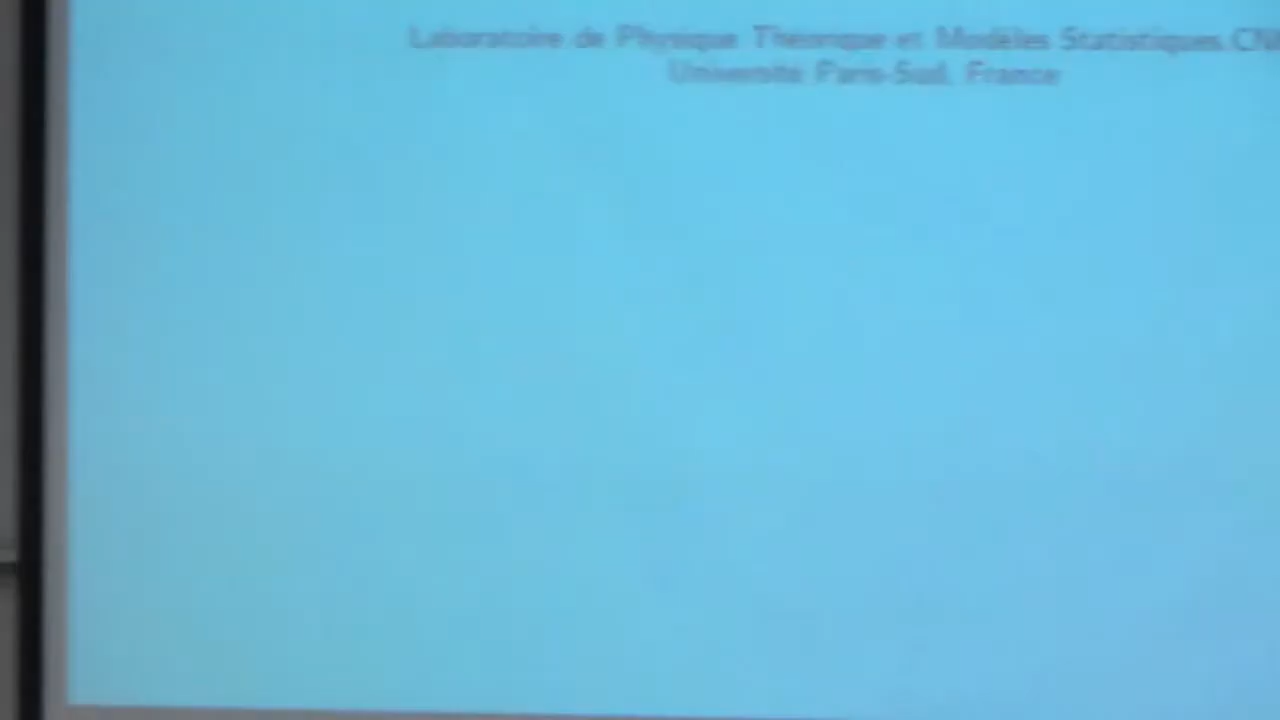 Laboratoire de Physique Théorique et Modèles Statistiques,
Université Paris-Sud, France